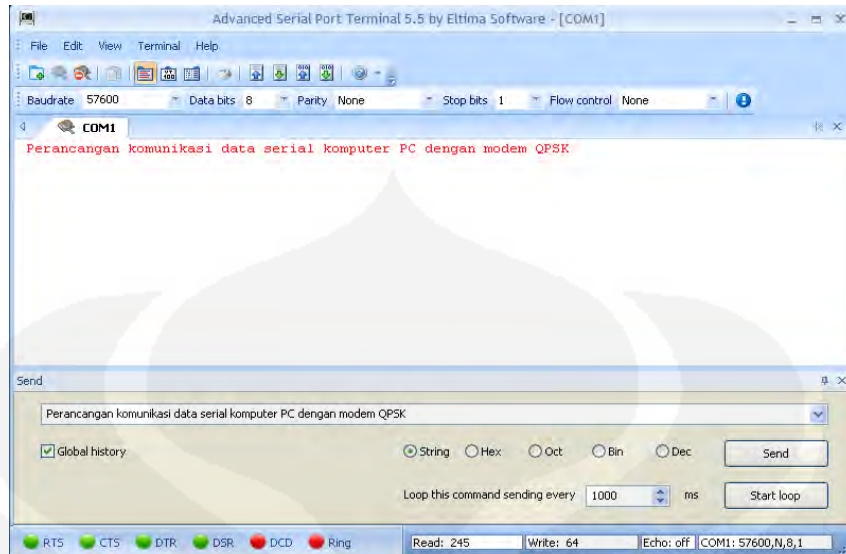 Advanced Serial Port Terminal 5.5 by Eltima Software - [COM1]
File Edit View Terminal Help
Baudrate 57600 Data bits 8 Parity None Stop bits 1 Flow control None
COM1
Perancangan komunikasi data serial komputer PC dengan modem QPSK
Send
Perancangan komunikasi data serial komputer PC dengan modem QPSK
Global history String Hex Oct Bin Dec Send
Loop this command sending every 1000 ms Start loop
RTS CTS DTR DSR DCD Ring Read: 245 Write: 64 Echo: off COM1: 57600,N,8,1